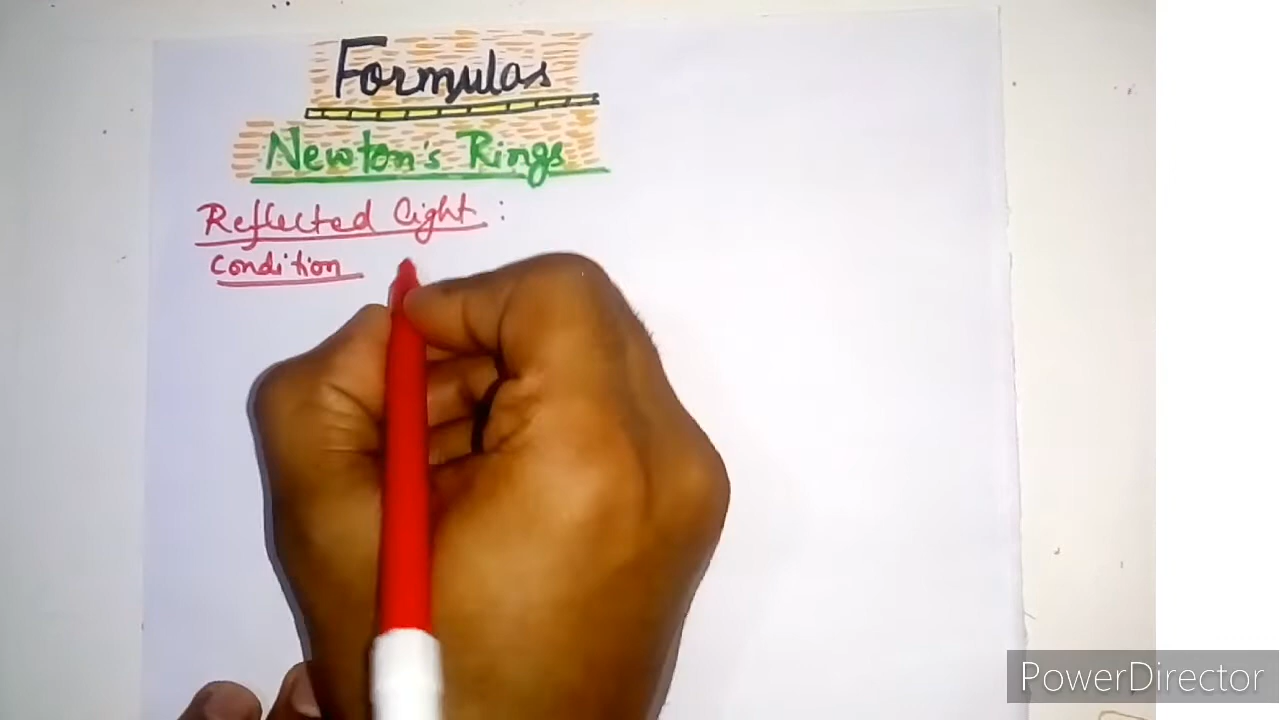 Formulas
Newton's Rings
Reflected light :
Condition
PowerDirector